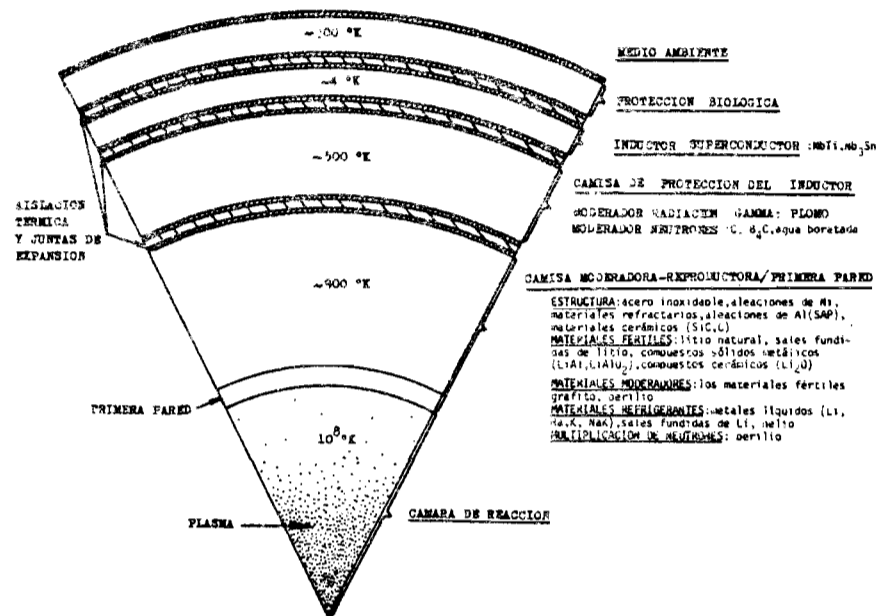 ~300 °K
MEDIO AMBIENTE
~4 °K
PROTECCION BIOLOGICA
INDUCTOR SUPERCONDUCTOR :NbTi,Nb3Sn
~500 °K
CAMISA DE PROTECCION DEL INDUCTOR
MODERADOR RADIACION GAMMA: PLOMO
MODERADOR NEUTRONES :C, B4C,agua boratada
AISLACION
TERMICA
Y JUNTAS DE
EXPANSION
~900 °K
CAMISA MODERADORA-REPRODUCTORA/PRIMERA PARED
ESTRUCTURA:acero inoxidable,aleaciones de Ni,
materiales refractarios,aleaciones de Al(SAP),
materiales cerámicos (SiC,C)
MATERIALES FERTILES:litio natural, sales fundi-
das de litio, compuestos sólidos metálicos
(LiAl,LiAlO2),compuestos cerámicos (Li2O)
MATERIALES MODERADORES:los materiales fértiles
grafito, berilio
MATERIALES REFRIGERANTES:metales líquidos (Li,
Na,K, NaK),sales fundidas de Li, helio
MULTIPLICACION DE NEUTRONES: berilio
PRIMERA PARED
10⁸ °K
PLASMA
CAMARA DE REACCION